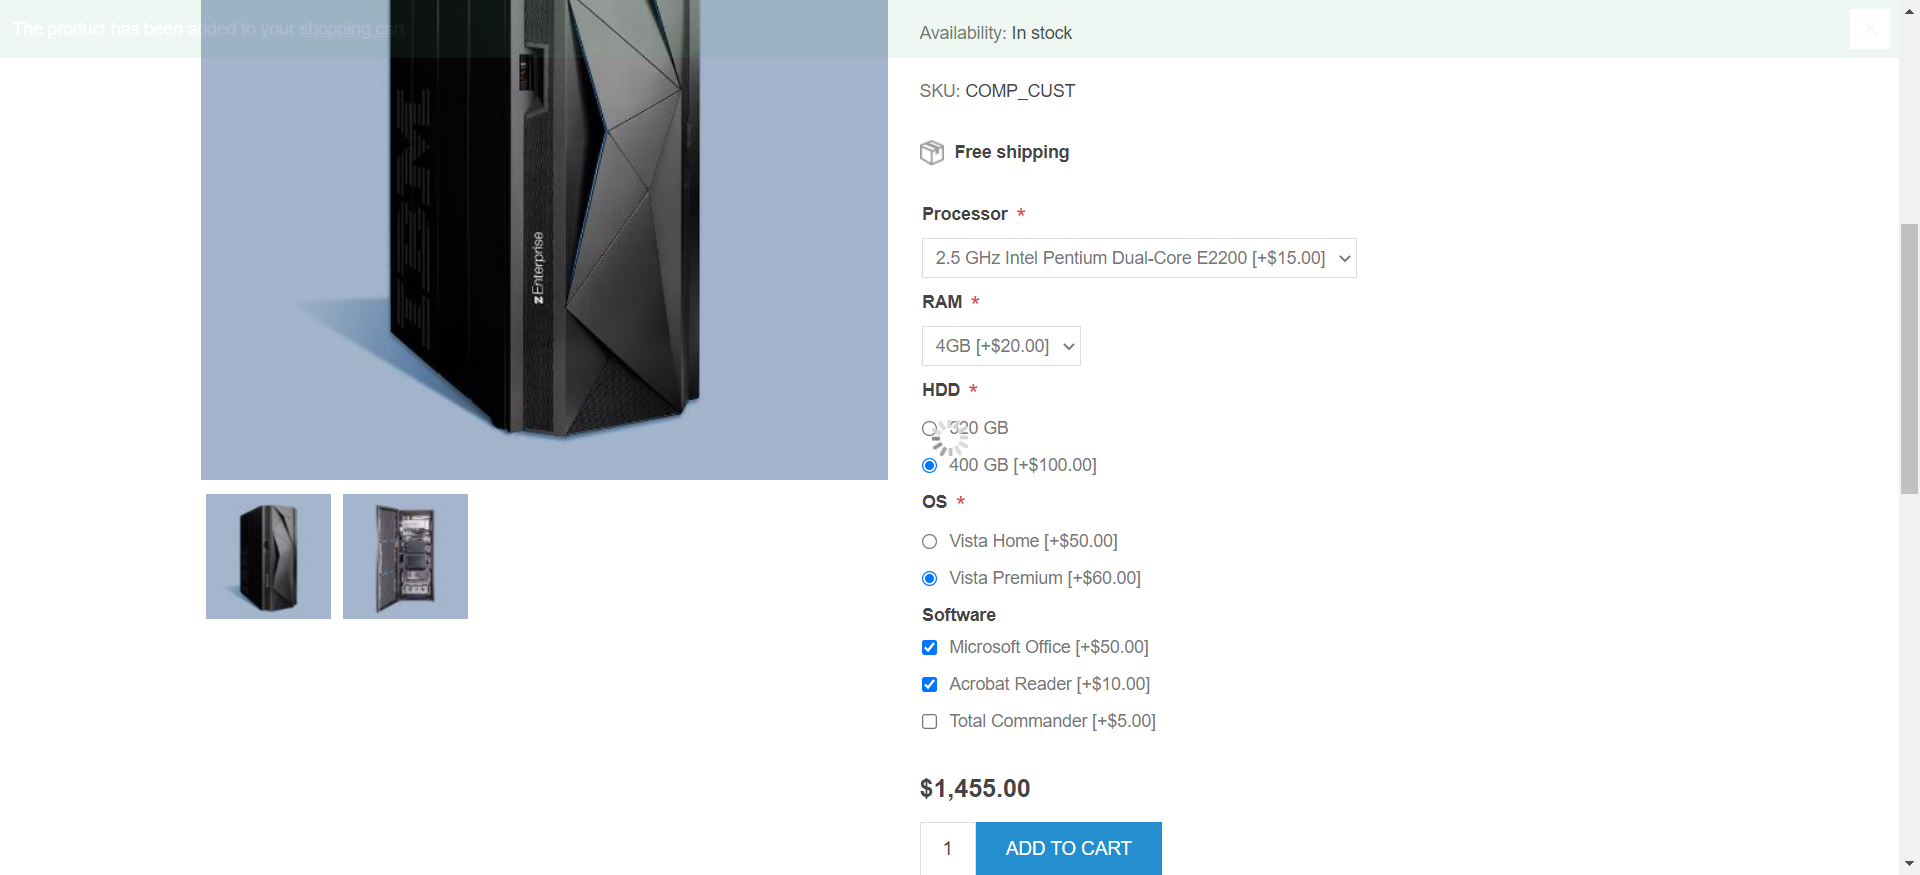 The product has been added to your shopping cart
Availability: In stock
SKU: COMP_CUST
Free shipping
Processor *
2.5 GHz Intel Pentium Dual-Core E2200 [+$15.00]
RAM *
4GB [+$20.00]
HDD *
320 GB
400 GB [+$100.00]
OS *
Vista Home [+$50.00]
Vista Premium [+$60.00]
Software
Microsoft Office [+$50.00]
Acrobat Reader [+$10.00]
Total Commander [+$5.00]
$1,455.00
1 ADD TO CART
IBM
zEnterprise